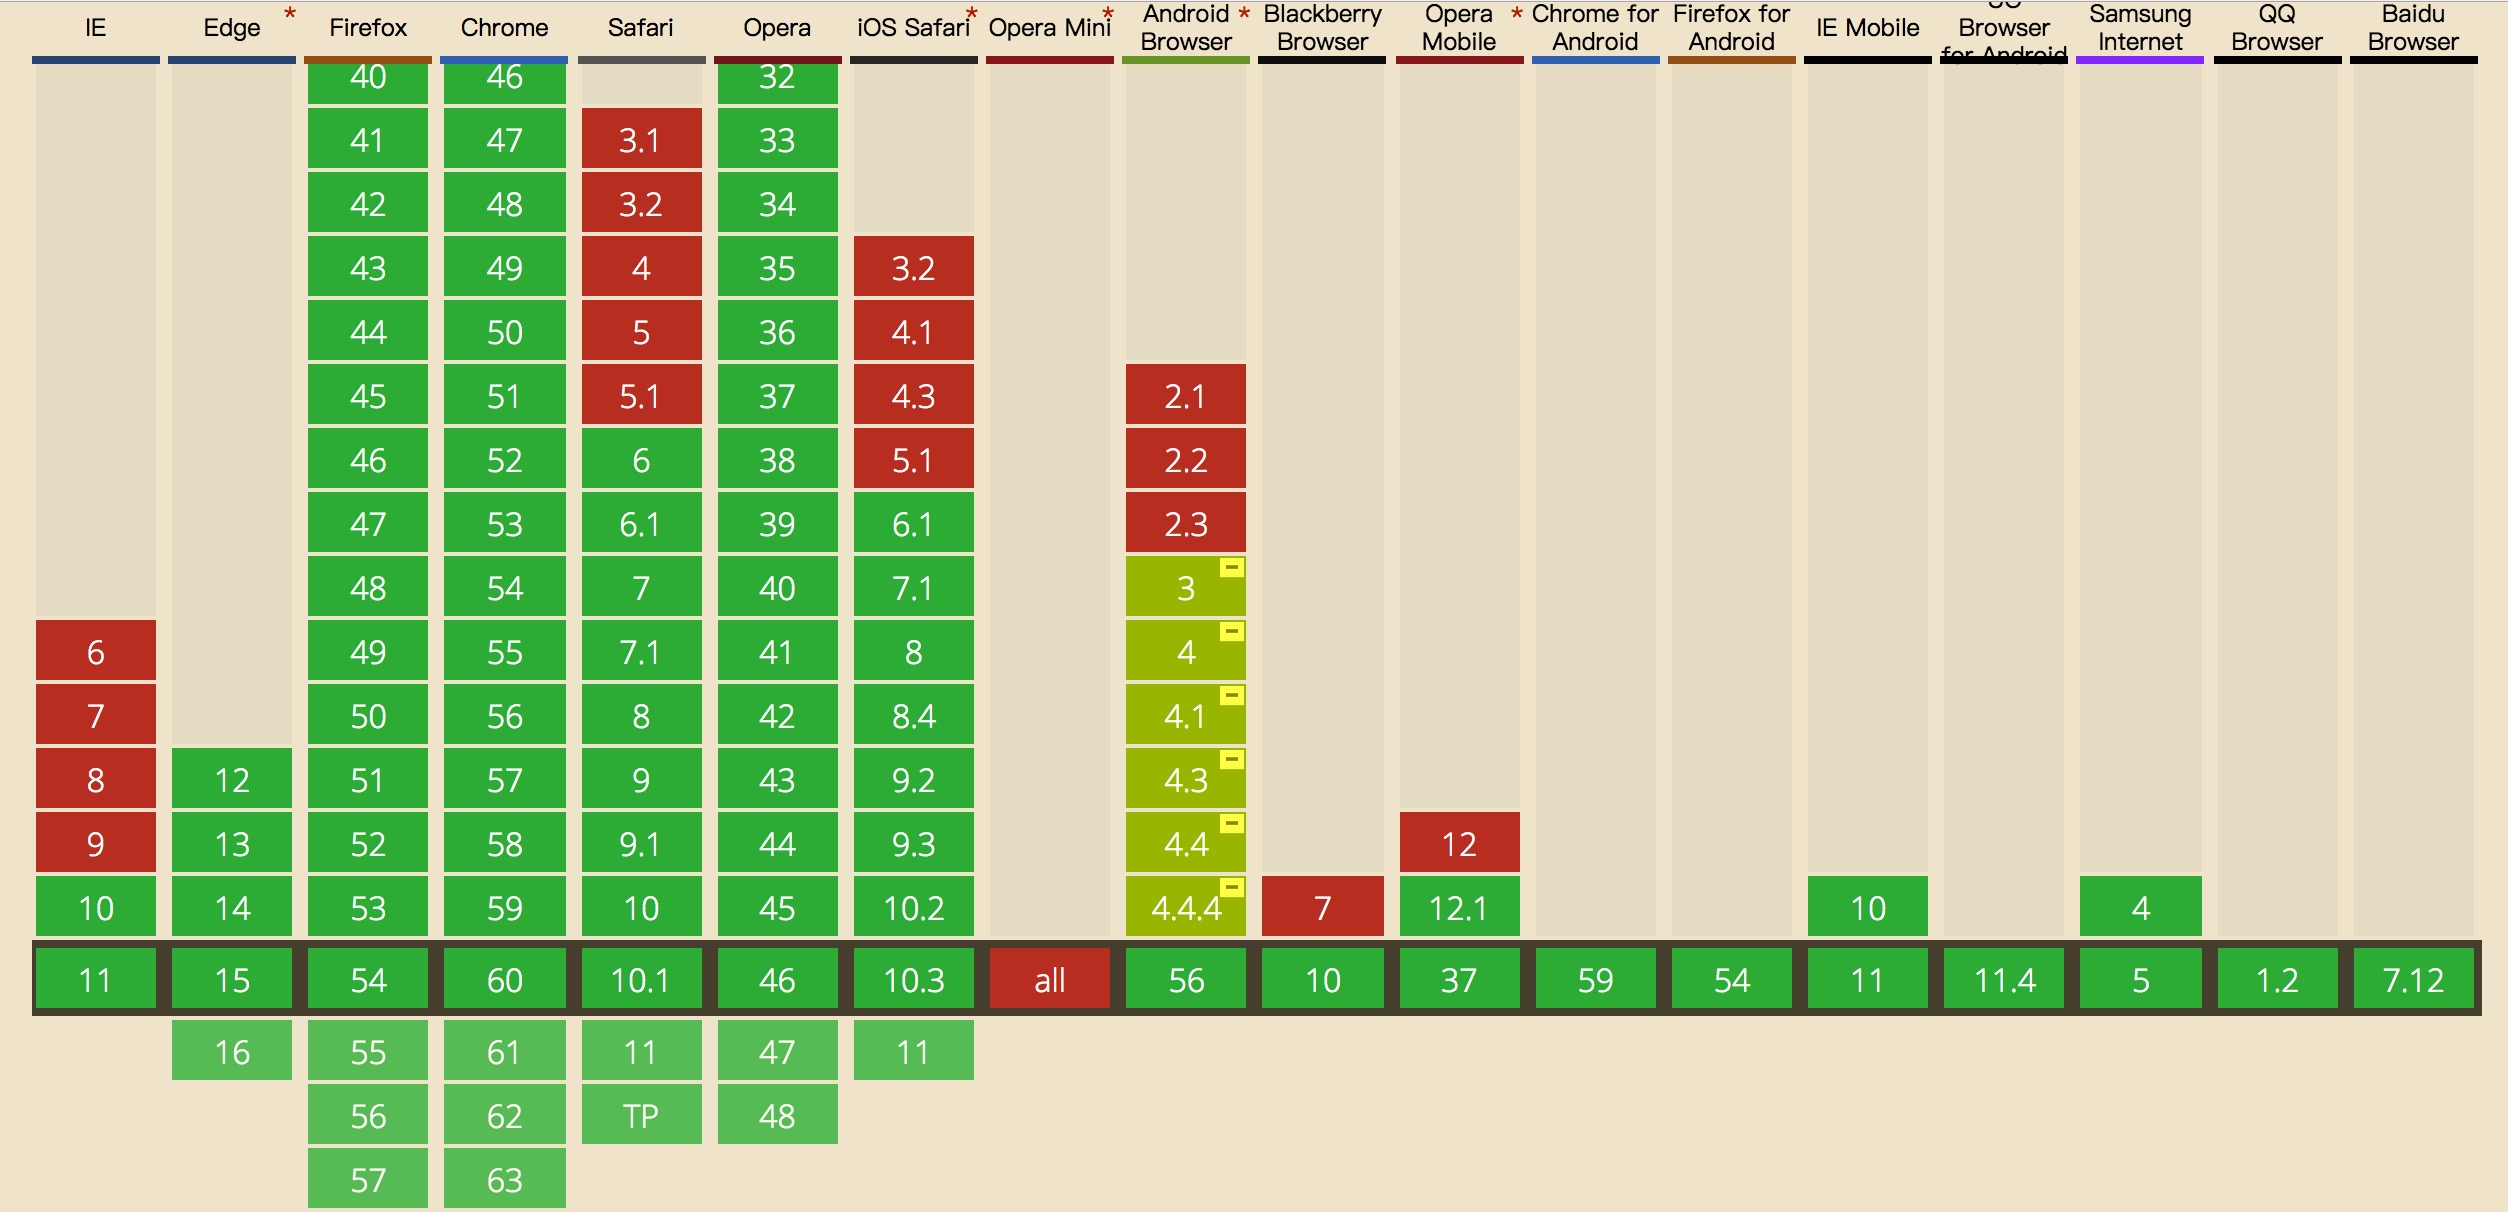 IE Edge * Firefox Chrome Safari Opera iOS Safari * Opera Mini * Android Browser * Blackberry Browser Opera Mobile * Chrome for Android Firefox for Android IE Mobile Browser for Android Samsung Internet QQ Browser Baidu Browser
40 46 32
41 47 3.1 33
42 48 3.2 34
43 49 4 35 3.2
44 50 5 36 4.1
45 51 5.1 37 4.3 2.1
46 52 6 38 5.1 2.2
47 53 6.1 39 6.1 2.3
48 54 7 40 7.1 3
6 49 55 7.1 41 8 4
7 50 56 8 42 8.4 4.1
8 12 51 57 9 43 9.2 4.3
9 13 52 58 9.1 44 9.3 4.4 12
10 14 53 59 10 45 10.2 4.4.4 7 12.1 10 4
11 15 54 60 10.1 46 10.3 all 56 10 37 59 54 11 11.4 5 1.2 7.12
16 55 61 11 47 11
56 62 TP 48
57 63